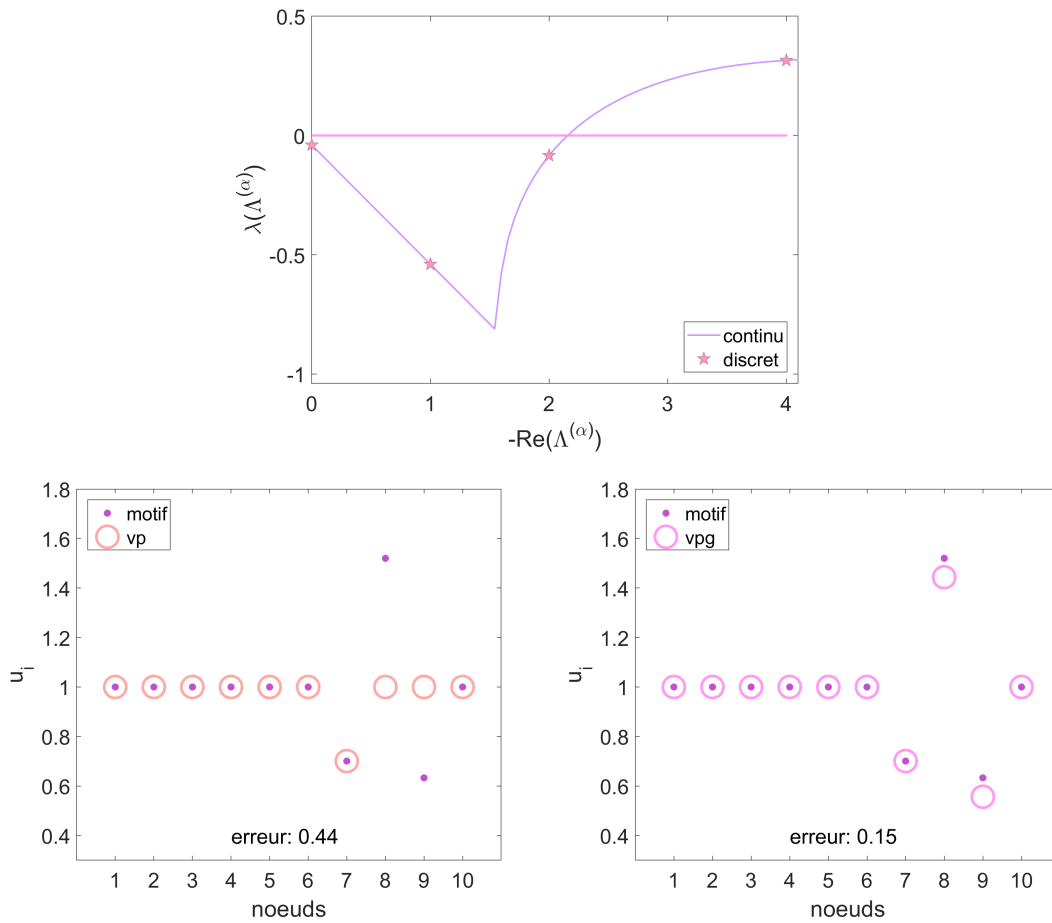 0.5
0
-0.5
-1
λ(Λ^(α))
0 1 2 3 4
-Re(Λ^(α))
continu
discret
1.8
1.6
1.4
1.2
1
0.8
0.6
0.4
u_i
motif
vp
erreur: 0.44
1 2 3 4 5 6 7 8 9 10
noeuds
1.8
1.6
1.4
1.2
1
0.8
0.6
0.4
u_i
motif
vpg
erreur: 0.15
1 2 3 4 5 6 7 8 9 10
noeuds